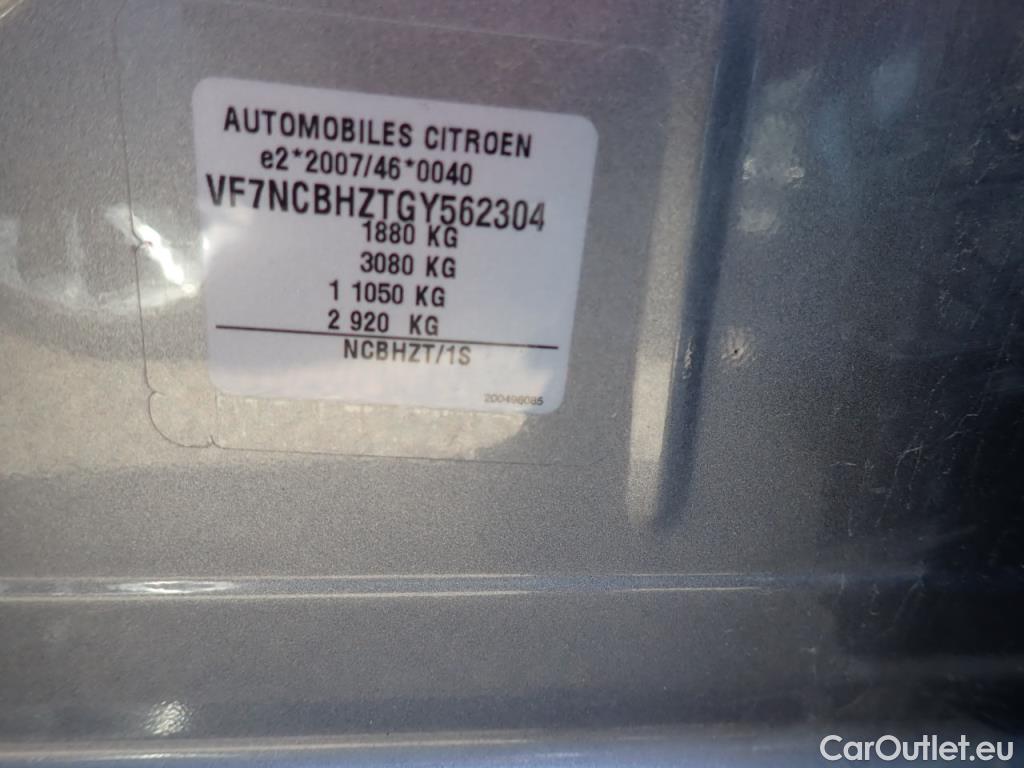 AUTOMOBILES CITROEN
e2*2007/46*0040
VF7NCBHZTGY562304
1880 KG
3080 KG
1 1050 KG
2 920 KG
NCBHZT/1S
200496085
CarOutlet.eu